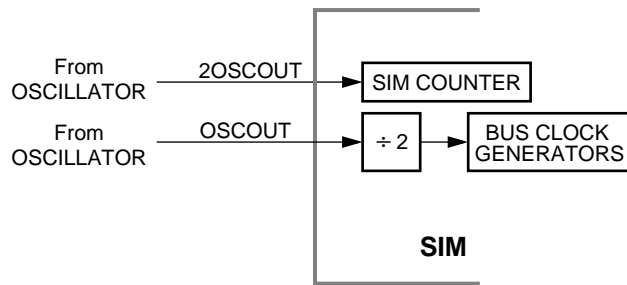 From
OSCILLATOR
2OSCOUT
SIM COUNTER
From
OSCILLATOR
OSCOUT
÷ 2
BUS CLOCK
GENERATORS
SIM